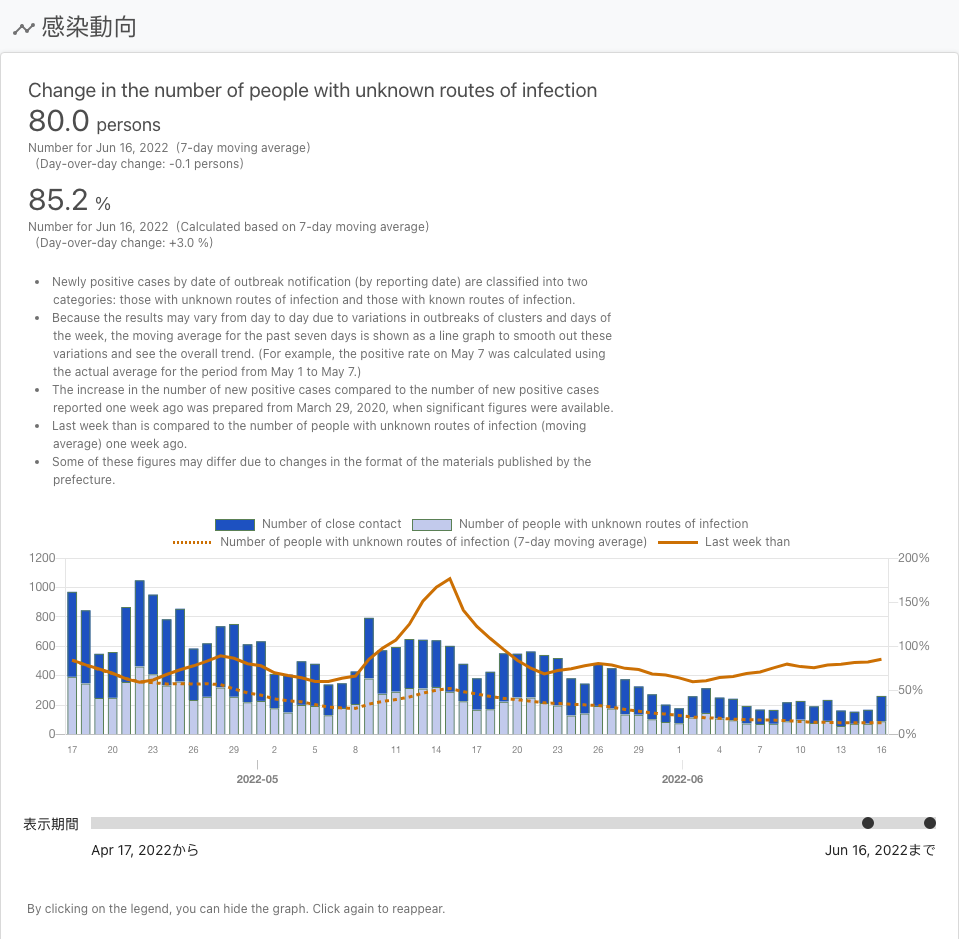 感染動向
Change in the number of people with unknown routes of infection
80.0 persons
Number for Jun 16, 2022 (7-day moving average)
(Day-over-day change: -0.1 persons)
85.2 %
Number for Jun 16, 2022 (Calculated based on 7-day moving average)
(Day-over-day change: +3.0 %)
• Newly positive cases by date of outbreak notification (by reporting date) are classified into two
categories: those with unknown routes of infection and those with known routes of infection.
• Because the results may vary from day to day due to variations in outbreaks of clusters and days of
the week, the moving average for the past seven days is shown as a line graph to smooth out these
variations and see the overall trend. (For example, the positive rate on May 7 was calculated using
the actual average for the period from May 1 to May 7.)
• The increase in the number of new positive cases compared to the number of new positive cases
reported one week ago was prepared from March 29, 2020, when significant figures were available.
• Last week than is compared to the number of people with unknown routes of infection (moving
average) one week ago.
• Some of these figures may differ due to changes in the format of the materials published by the
prefecture.
Number of close contact Number of people with unknown routes of infection
Number of people with unknown routes of infection (7-day moving average) Last week than
1200 200%
1000
800 150%
600 100%
400 50%
200
0 0%
17 20 23 26 29 2 5 8 11 14 17 20 23 26 29 1 4 7 10 13 16
2022-05 2022-06
表示期間
Apr 17, 2022から Jun 16, 2022まで
By clicking on the legend, you can hide the graph. Click again to reappear.